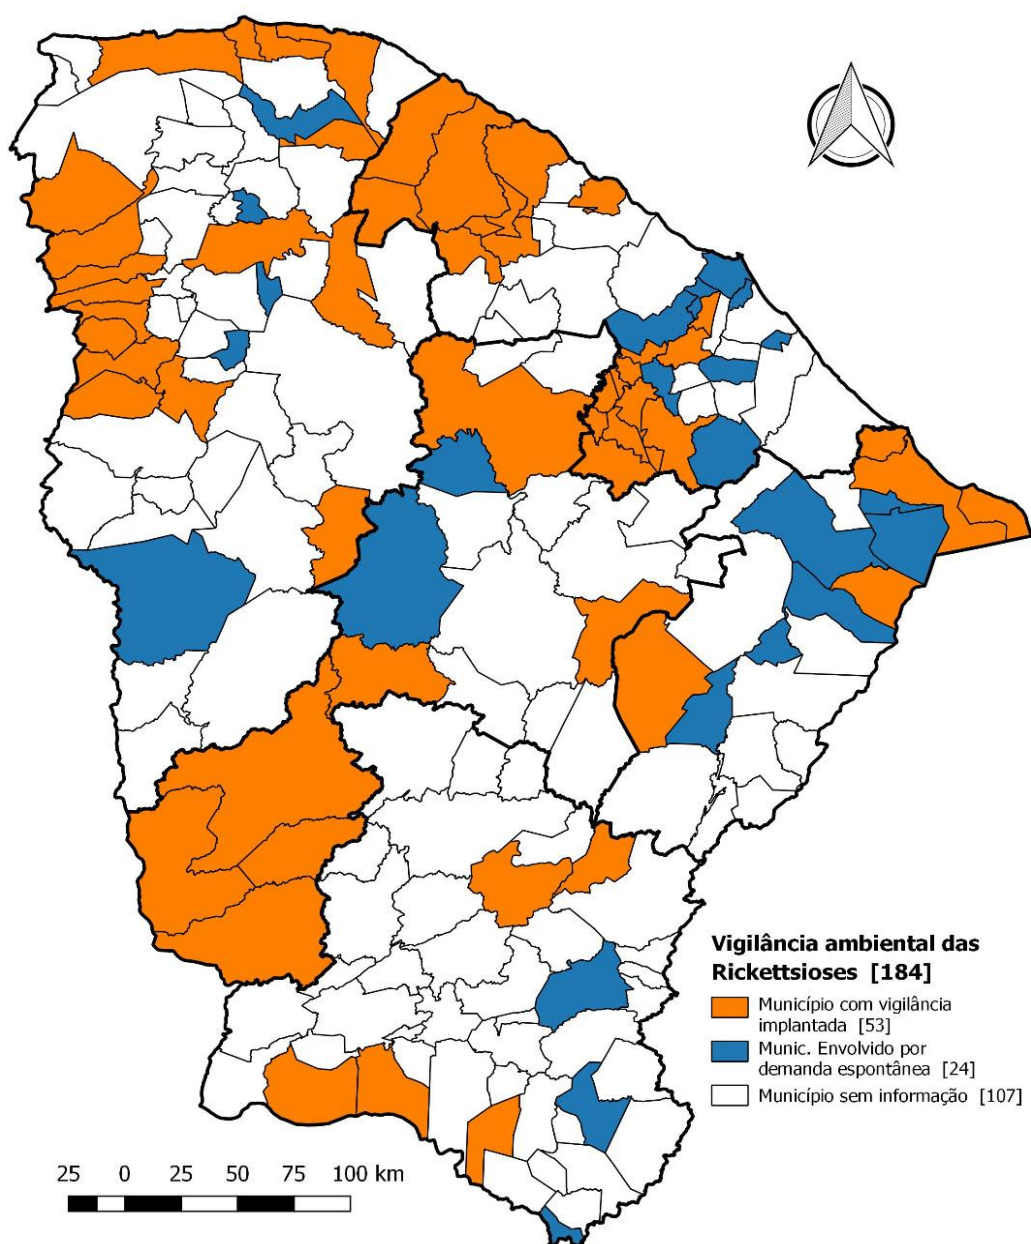 Vigilância ambiental das
Rickettsioses [184]
Município com vigilância
implantada [53]
Munic. Envolvido por
demanda espontânea [24]
Município sem informação [107]
25 0 25 50 75 100 km